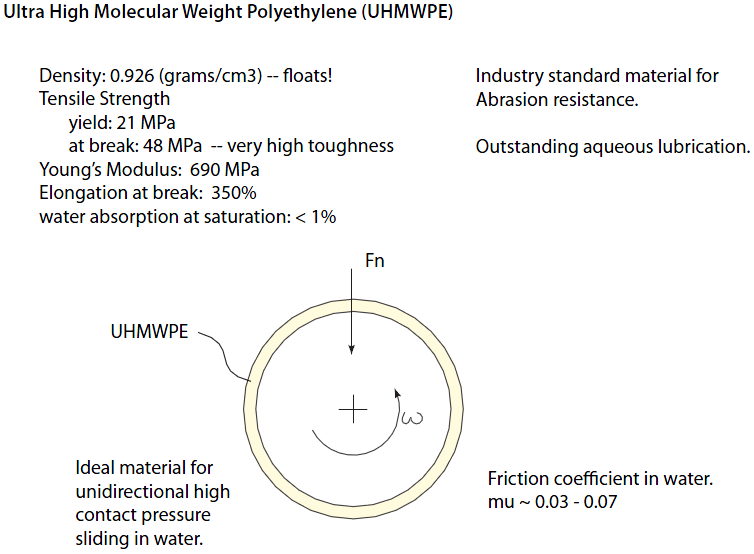 Ultra High Molecular Weight Polyethylene (UHMWPE)
Density: 0.926 (grams/cm3) -- floats!
Tensile Strength
yield: 21 MPa
at break: 48 MPa -- very high toughness
Young's Modulus: 690 MPa
Elongation at break: 350%
water absorption at saturation: < 1%
Industry standard material for
Abrasion resistance.
Outstanding aqueous lubrication.
Fn
UHMWPE
ω
Ideal material for
unidirectional high
contact pressure
sliding in water.
Friction coefficient in water.
mu ~ 0.03 - 0.07